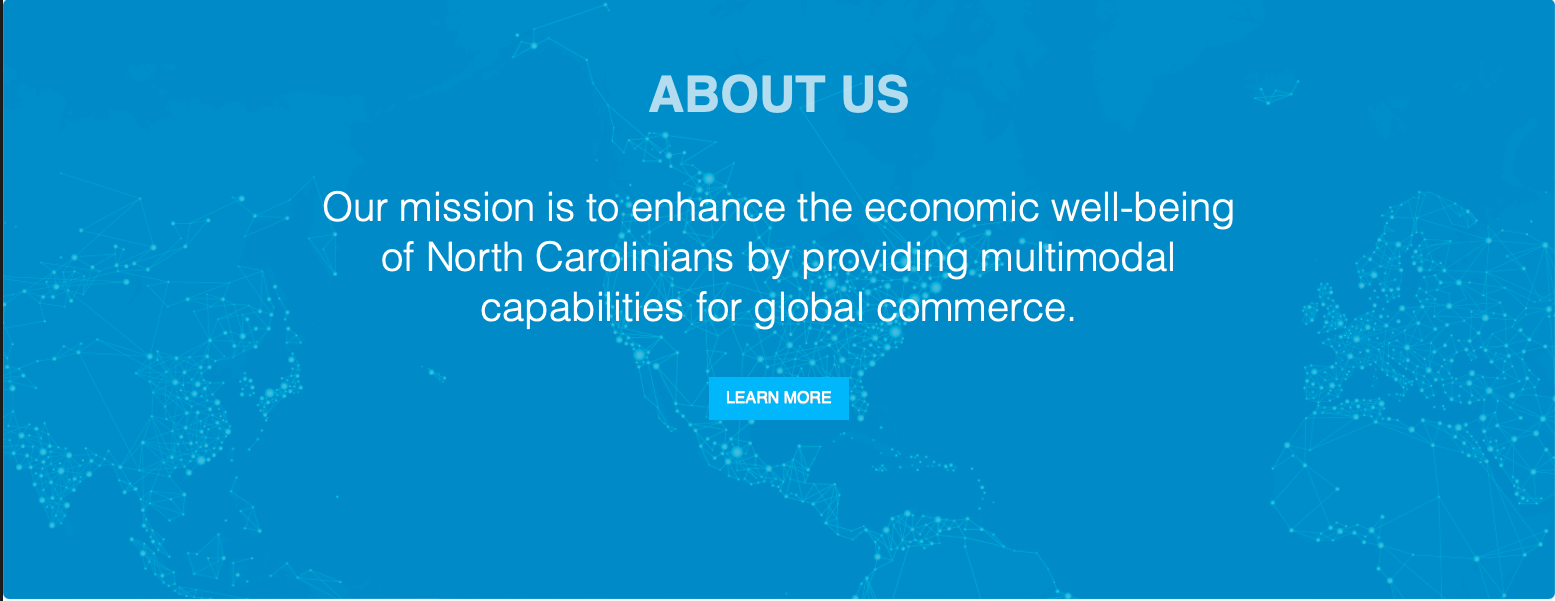 ABOUT US
Our mission is to enhance the economic well-being
of North Carolinians by providing multimodal
capabilities for global commerce.
LEARN MORE